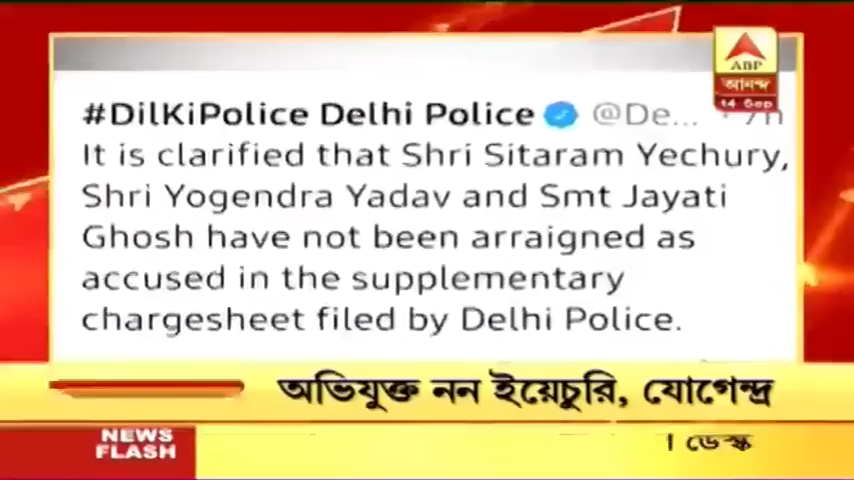 ABP
আনন্দ
14 Sep
#DilKiPolice Delhi Police @De... · 7h
It is clarified that Shri Sitaram Yechury,
Shri Yogendra Yadav and Smt Jayati
Ghosh have not been arraigned as
accused in the supplementary
chargesheet filed by Delhi Police.
অভিযুক্ত নন ইয়েচুরি, যোগেন্দ্র
NEWS
FLASH
ডেস্ক